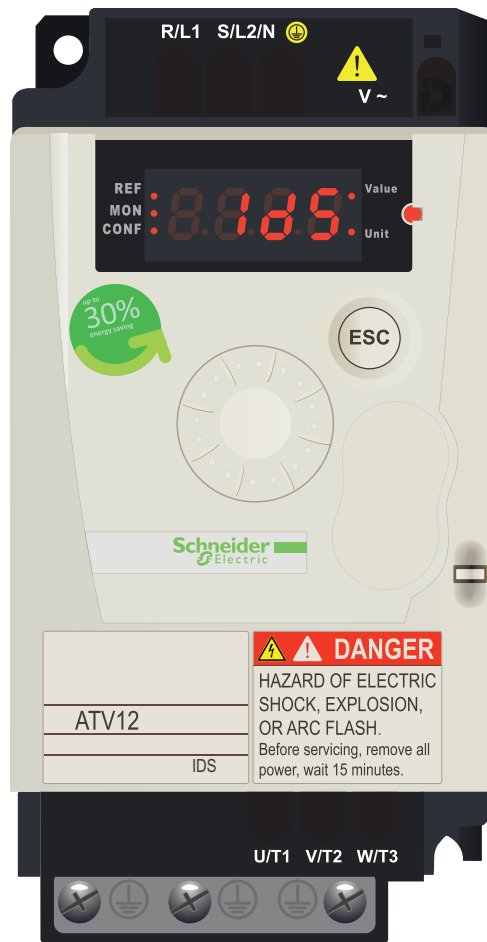 R/L1 S/L2/N
V ~
REF
MON
CONF
1d5
Value
Unit
up to
30%
energy saving
ESC
Schneider
Electric
ATV12
IDS
DANGER
HAZARD OF ELECTRIC
SHOCK, EXPLOSION,
OR ARC FLASH.
Before servicing, remove all
power, wait 15 minutes.
U/T1 V/T2 W/T3